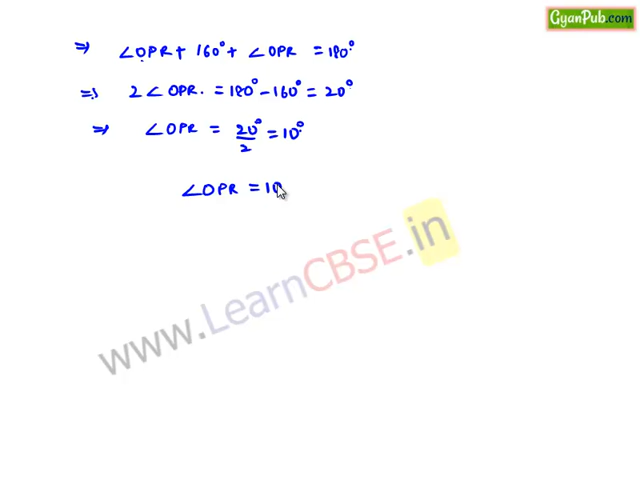 GyanPub.com
⇒ ∠OPR + 160° + ∠OPR = 180°
⇒ 2 ∠OPR. = 180° - 160° = 20°
⇒ ∠OPR = 20°/2 = 10°
∠OPR = 10
www.LearnCBSE.in